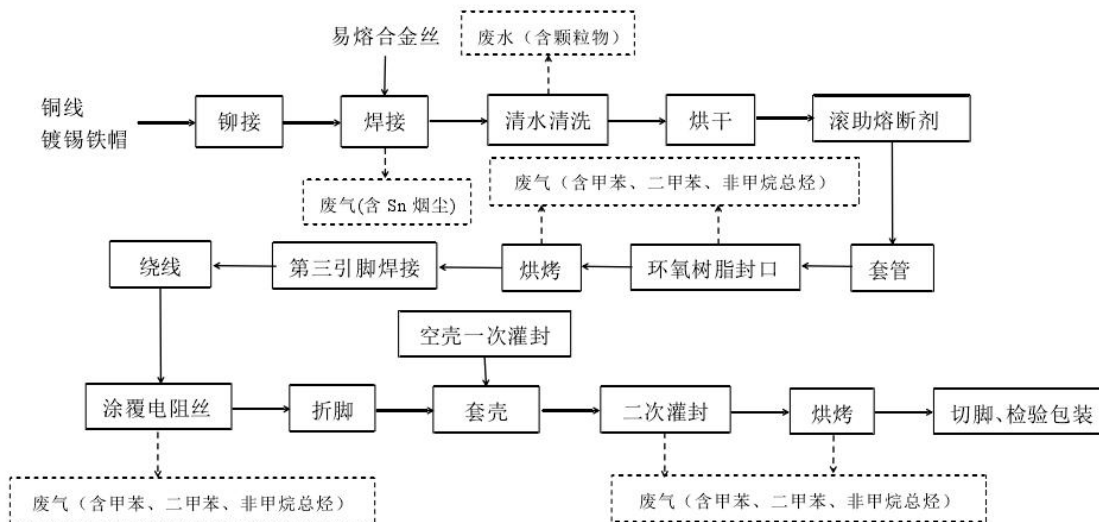 易熔合金丝
废水（含颗粒物）
铜线
镀锡铁帽
铆接
焊接
清水清洗
烘干
滚助熔断剂
废气(含 Sn 烟尘)
废气（含甲苯、二甲苯、非甲烷总烃）
绕线
第三引脚焊接
烘烤
环氧树脂封口
套管
空壳一次灌封
涂覆电阻丝
折脚
套壳
二次灌封
烘烤
切脚、检验包装
废气（含甲苯、二甲苯、非甲烷总烃）
废气（含甲苯、二甲苯、非甲烷总烃）